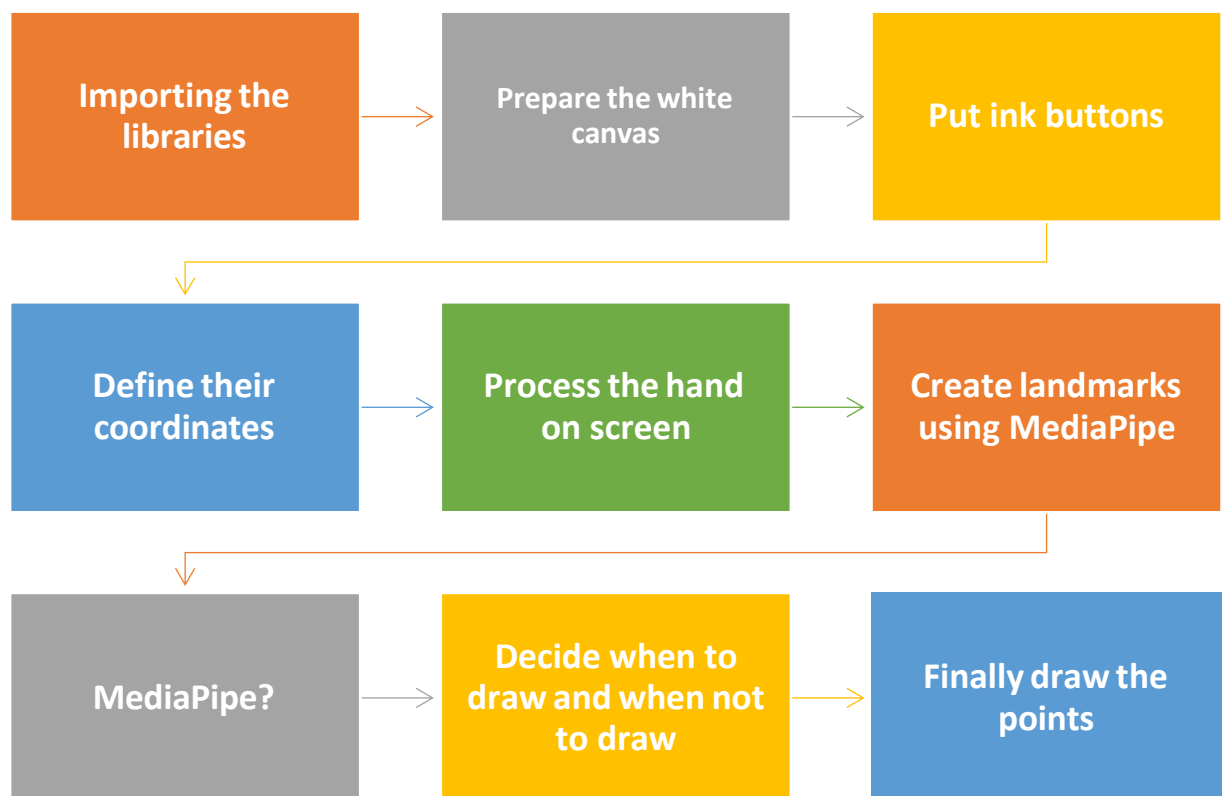 Importing the
libraries
Prepare the white
canvas
Put ink buttons
Define their
coordinates
Process the hand
on screen
Create landmarks
using MediaPipe
MediaPipe?
Decide when to
draw and when not
to draw
Finally draw the
points